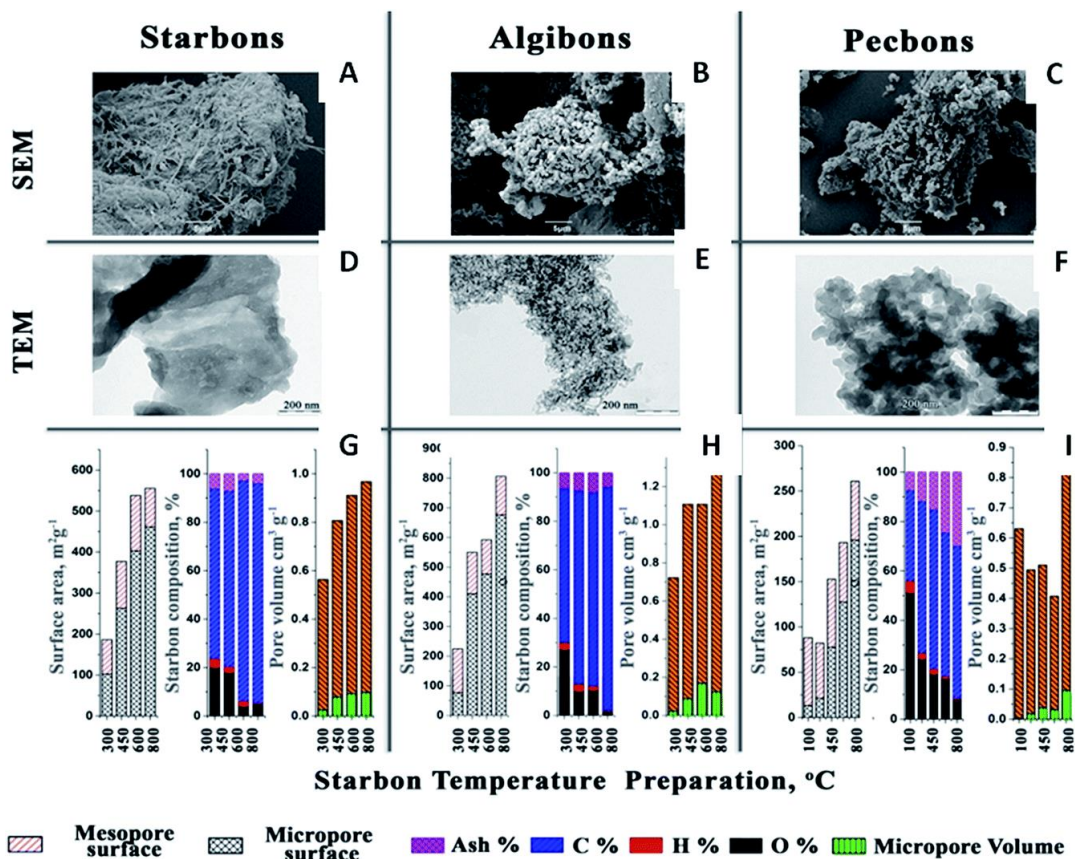 Starbons Algibons Pecbons
SEM
A B C
5μm 5μm
TEM
D E F
200 nm 200 nm
G H I
Surface area, m²g⁻¹
600
500
400
300
200
100
0
Starbon composition, %
100
80
60
40
20
0
Pore volume cm³ g⁻¹
1.0
0.8
0.6
0.4
0.2
0.0
300 450 600 800
300 450 600 800
300 450 600 800
Surface area, m²g⁻¹
900
800
700
600
500
400
300
200
100
0
Starbon composition, %
100
80
60
40
20
0
Pore volume cm³ g⁻¹
1.2
1.0
0.8
0.6
0.4
0.2
0.0
300 450 600 800
300 450 600 800
300 450 600 800
Surface area, m²g⁻¹
300
250
200
150
100
50
0
Starbon composition, %
100
80
60
40
20
0
Pore volume cm³ g⁻¹
0.9
0.8
0.7
0.6
0.5
0.4
0.3
0.2
0.1
0.0
100 450 800
100 450 800
100 450 800
Starbon Temperature Preparation, °C
Mesopore surface
Micropore surface
Ash %
C %
H %
O %
Micropore Volume